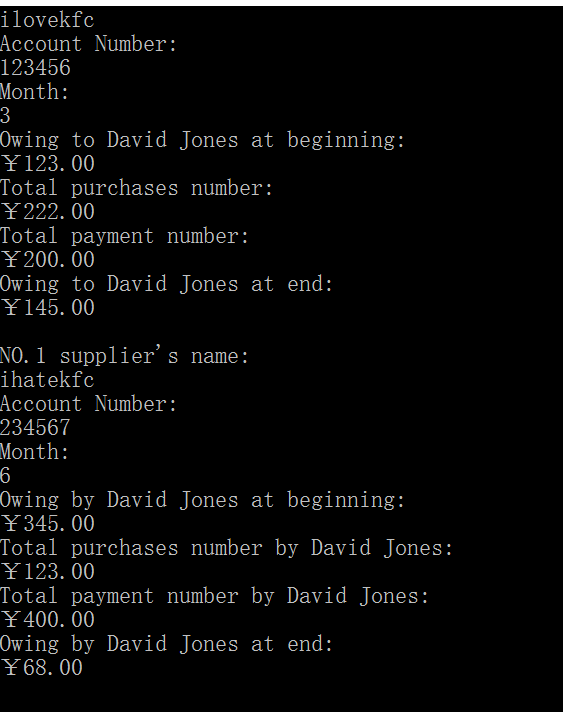 ilovekfc
Account Number:
123456
Month:
3
Owing to David Jones at beginning:
￥123.00
Total purchases number:
￥222.00
Total payment number:
￥200.00
Owing to David Jones at end:
￥145.00
NO.1 supplier's name:
ihatekfc
Account Number:
234567
Month:
6
Owing by David Jones at beginning:
￥345.00
Total purchases number by David Jones:
￥123.00
Total payment number by David Jones:
￥400.00
Owing by David Jones at end:
￥68.00